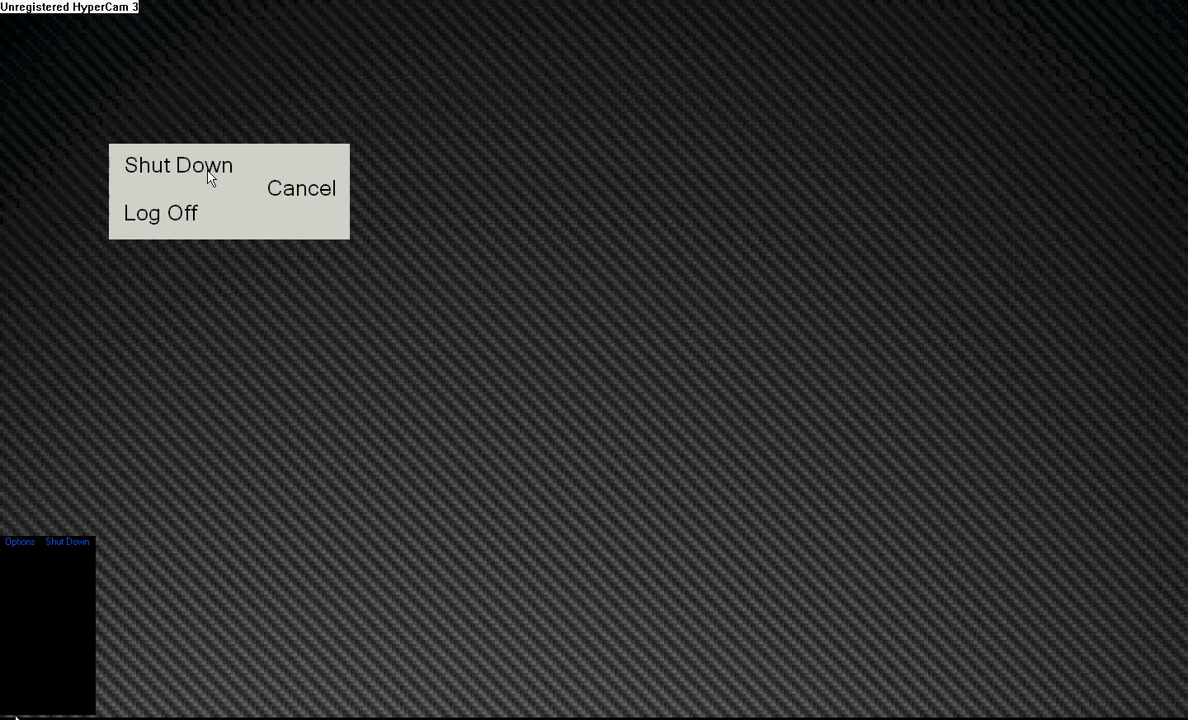 Unregistered HyperCam 3
Shut Down
Cancel
Log Off
Options Shut Down